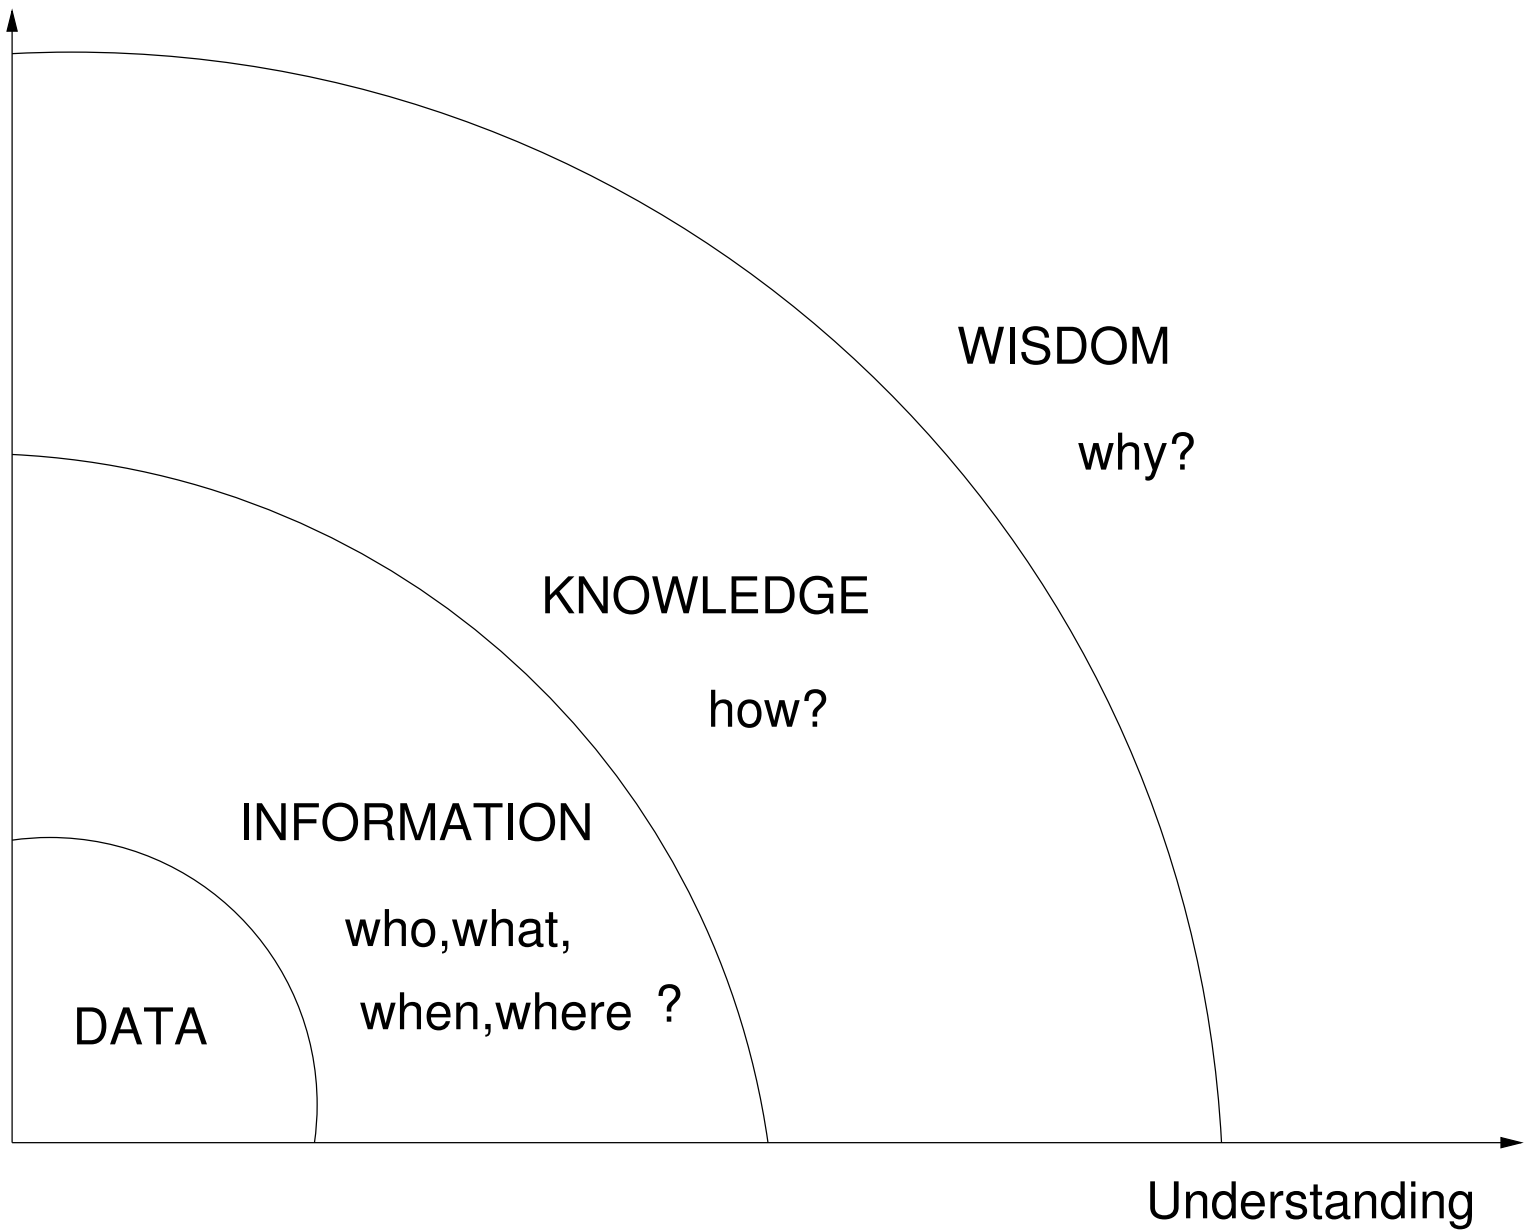 WISDOM
why?
KNOWLEDGE
how?
INFORMATION
who,what,
when,where ?
DATA
Understanding